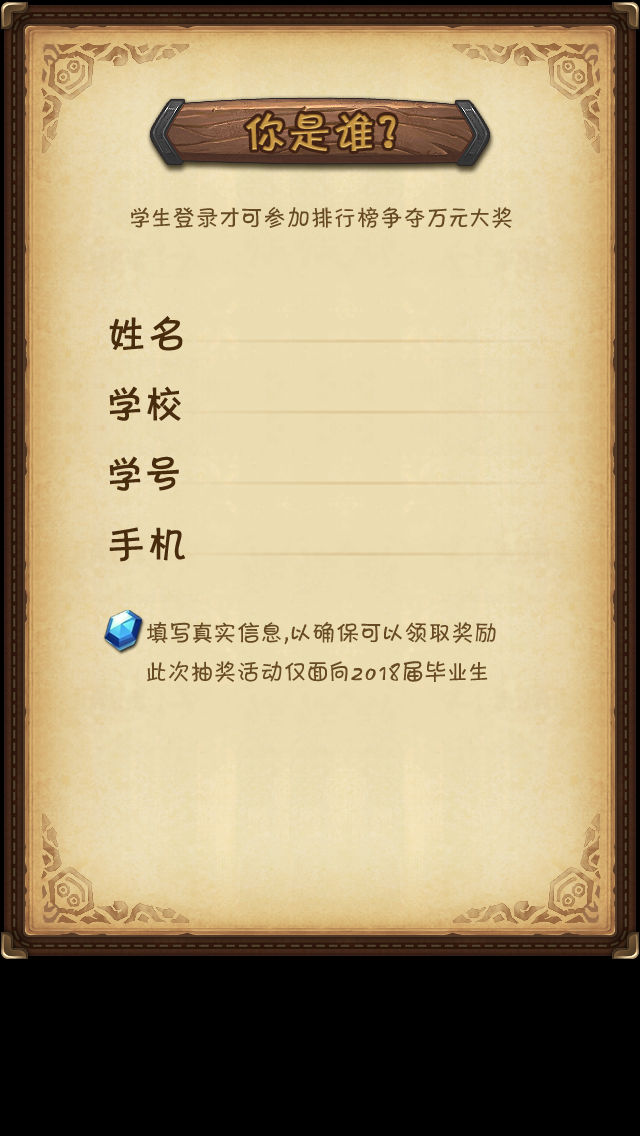 你是谁?
学生登录才可参加排行榜争夺万元大奖
姓名
学校
学号
手机
填写真实信息,以确保可以领取奖励
此次抽奖活动仅面向2018届毕业生